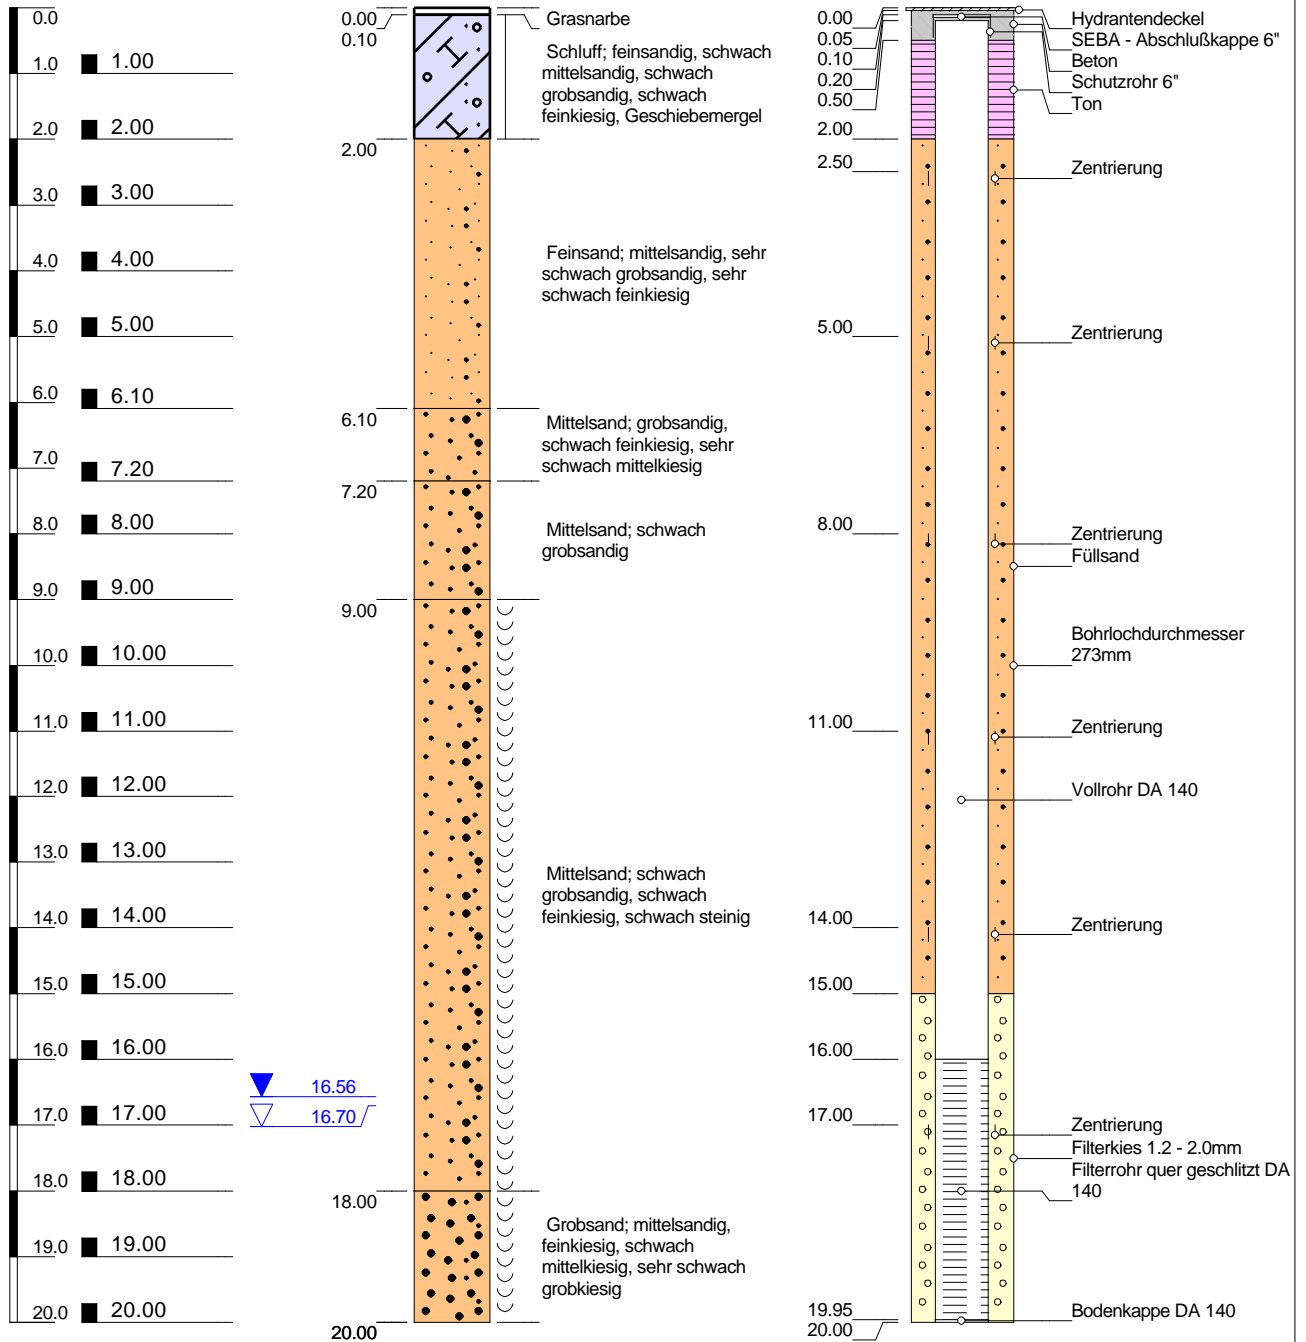 0.0
1.0
2.0
3.0
4.0
5.0
6.0
7.0
8.0
9.0
10.0
11.0
12.0
13.0
14.0
15.0
16.0
17.0
18.0
19.0
20.0
1.00
2.00
3.00
4.00
5.00
6.10
7.20
8.00
9.00
10.00
11.00
12.00
13.00
14.00
15.00
16.00
17.00
18.00
19.00
20.00
16.56
16.70
0.00
0.10
2.00
6.10
7.20
9.00
18.00
20.00
Grasnarbe
Schluff; feinsandig, schwach
mittelsandig, schwach
grobsandig, schwach
feinkiesig, Geschiebemergel
Feinsand; mittelsandig, sehr
schwach grobsandig, sehr
schwach feinkiesig
Mittelsand; grobsandig,
schwach feinkiesig, sehr
schwach mittelkiesig
Mittelsand; schwach
grobsandig
Mittelsand; schwach
grobsandig, schwach
feinkiesig, schwach steinig
Grobsand; mittelsandig,
feinkiesig, schwach
mittelkiesig, sehr schwach
grobkiesig
0.00
0.05
0.10
0.20
0.50
2.00
2.50
5.00
8.00
11.00
14.00
15.00
16.00
17.00
19.95
20.00
Hydrantendeckel
SEBA - Abschlußkappe 6"
Beton
Schutzrohr 6"
Ton
Zentrierung
Zentrierung
Zentrierung
Füllsand
Bohrlochdurchmesser
273mm
Zentrierung
Vollrohr DA 140
Zentrierung
Zentrierung
Filterkies 1.2 - 2.0mm
Filterrohr quer geschlitzt DA
140
Bodenkappe DA 140